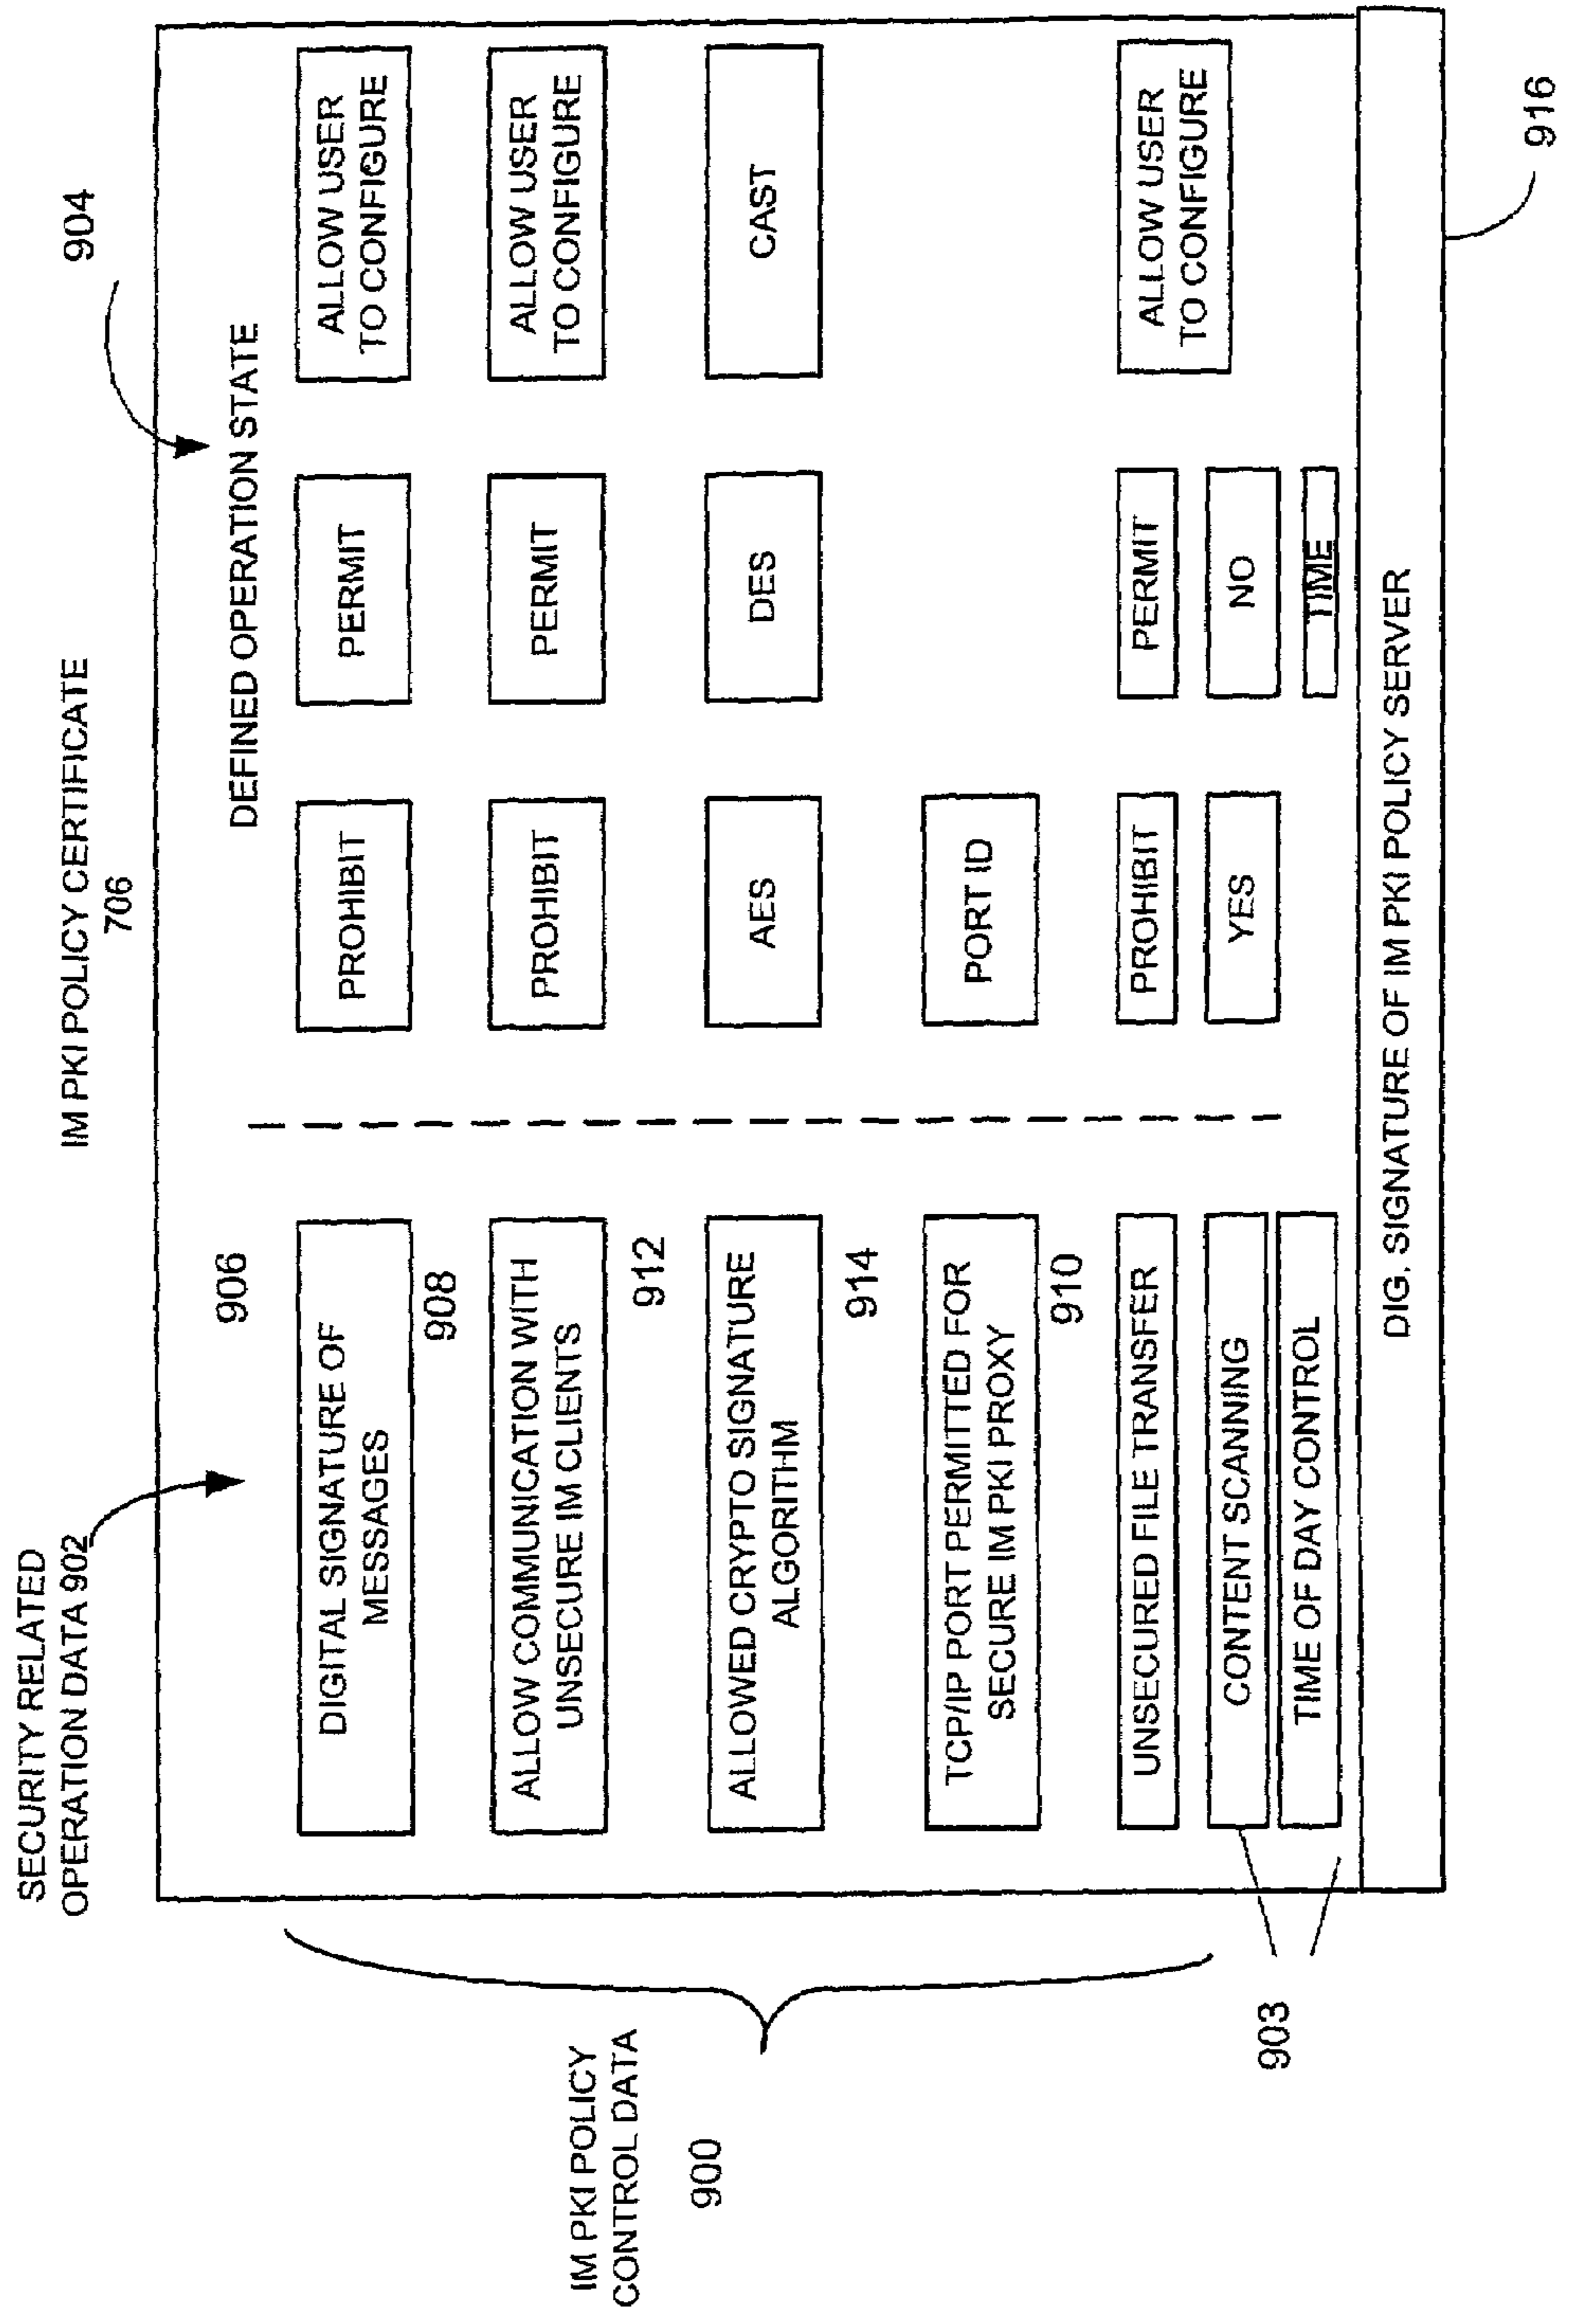 IM PKI POLICY CERTIFICATE
706
SECURITY RELATED
OPERATION DATA 902
904
DEFINED OPERATION STATE
906
DIGITAL SIGNATURE OF
MESSAGES
PROHIBIT
PERMIT
ALLOW USER
TO CONFIGURE
908
ALLOW COMMUNICATION WITH
UNSECURE IM CLIENTS
PROHIBIT
PERMIT
ALLOW USER
TO CONFIGURE
912
ALLOWED CRYPTO SIGNATURE
ALGORITHM
AES
DES
CAST
914
TCP/IP PORT PERMITTED FOR
SECURE IM PKI PROXY
PORT ID
910
UNSECURED FILE TRANSFER
PROHIBIT
PERMIT
ALLOW USER
TO CONFIGURE
CONTENT SCANNING
YES
NO
TIME OF DAY CONTROL
TIME
DIG. SIGNATURE OF IM PKI POLICY SERVER
916
IM PKI POLICY
CONTROL DATA
900
903